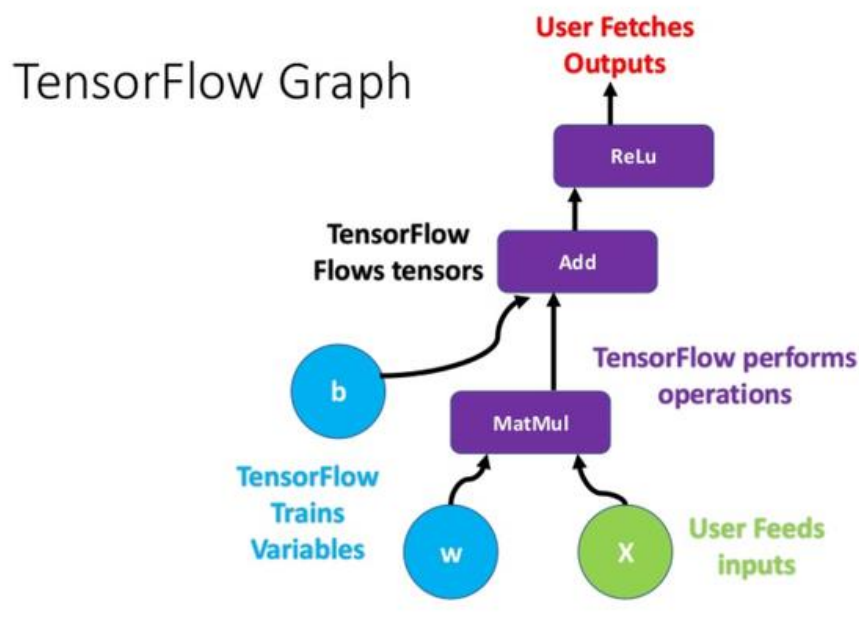 TensorFlow Graph
User Fetches
Outputs
ReLu
TensorFlow
Flows tensors
Add
b
TensorFlow performs
operations
MatMul
TensorFlow
Trains
Variables
w
X
User Feeds
inputs